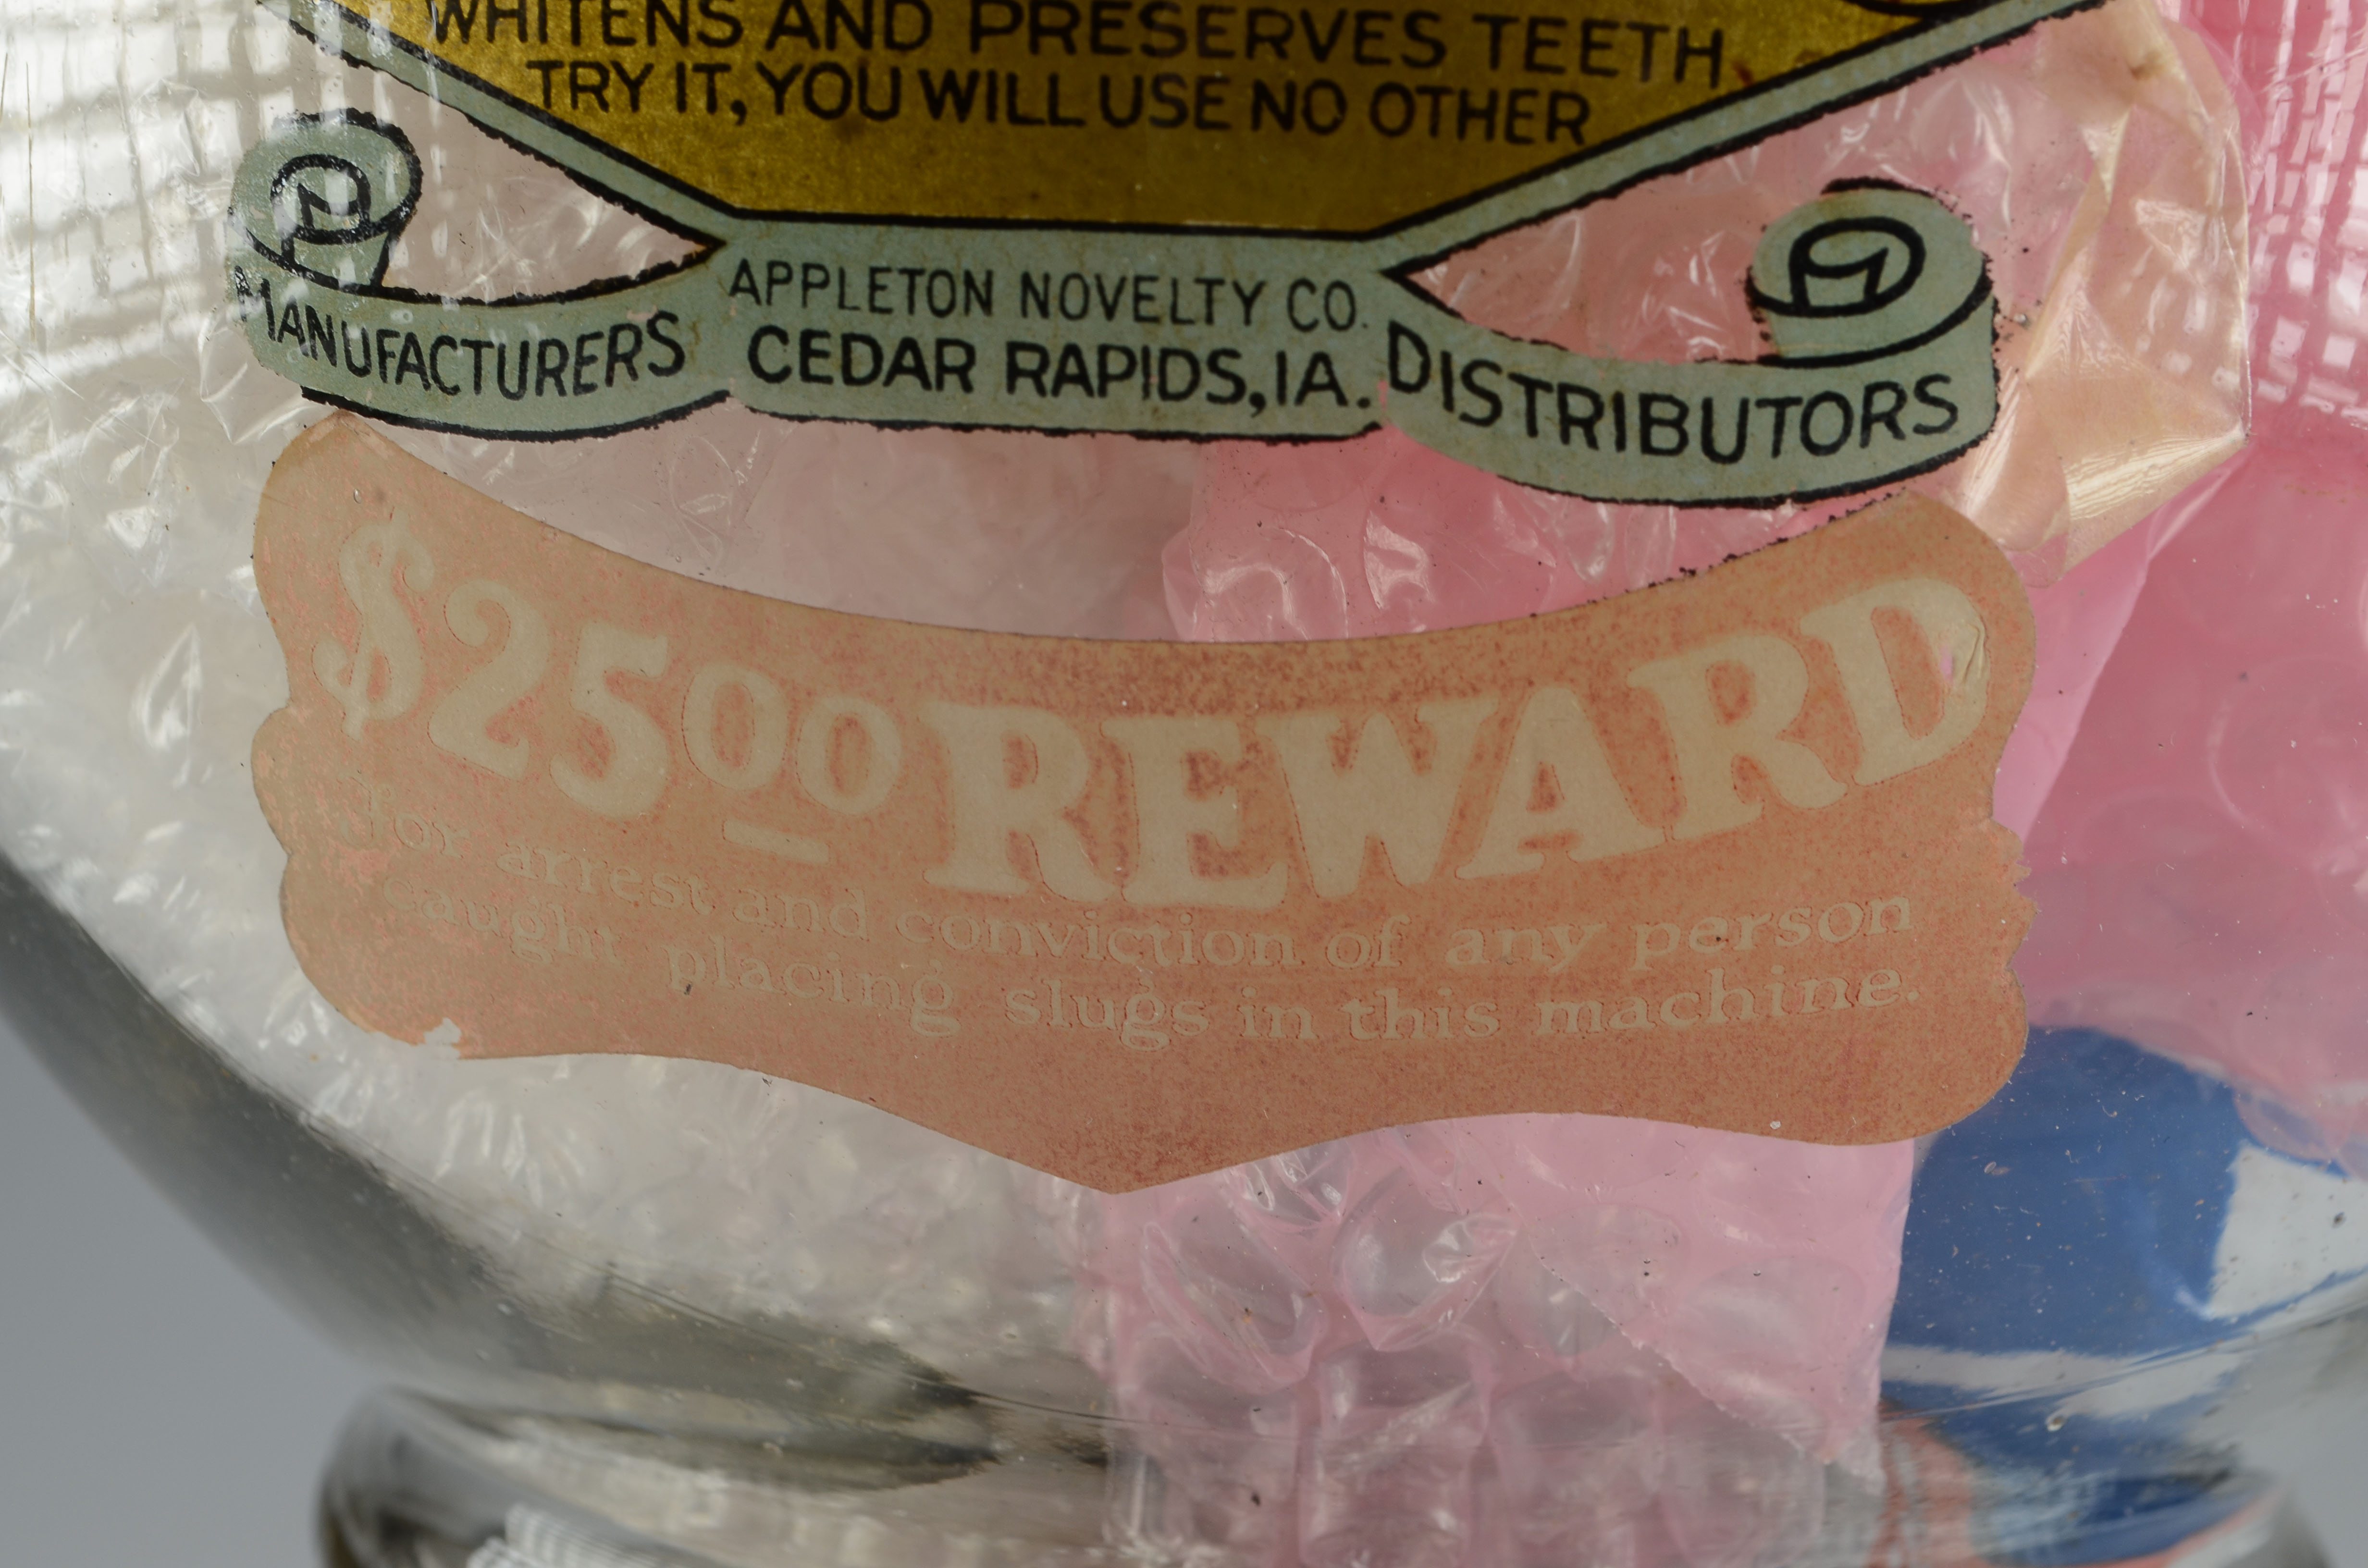 WHITENS AND PRESERVES TEETH
TRY IT, YOU WILL USE NO OTHER
MANUFACTURERS
APPLETON NOVELTY CO.
CEDAR RAPIDS, IA.
DISTRIBUTORS
$25 00 REWARD
for arrest and conviction of any person
caught placing slugs in this machine.